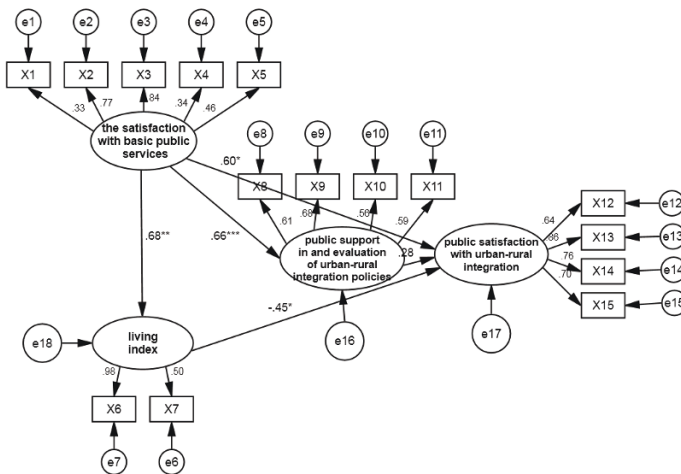 e1
e2
e3
e4
e5
X1
X2
X3
X4
X5
.33
.77
.84
.34
.46
the satisfaction
with basic public
services
e8
e9
e10
e11
.60*
X8
X9
X10
X11
.61
.68
.56
.59
e12
X12
.64
e13
X13
.86
e14
X14
.76
e15
X15
.70
public support
in and evaluation
of urban-rural
integration policies
.28
public satisfaction
with urban-rural
integration
.68**
.66***
-.45*
e16
e17
e18
living
index
.98
.50
X6
X7
e7
e6